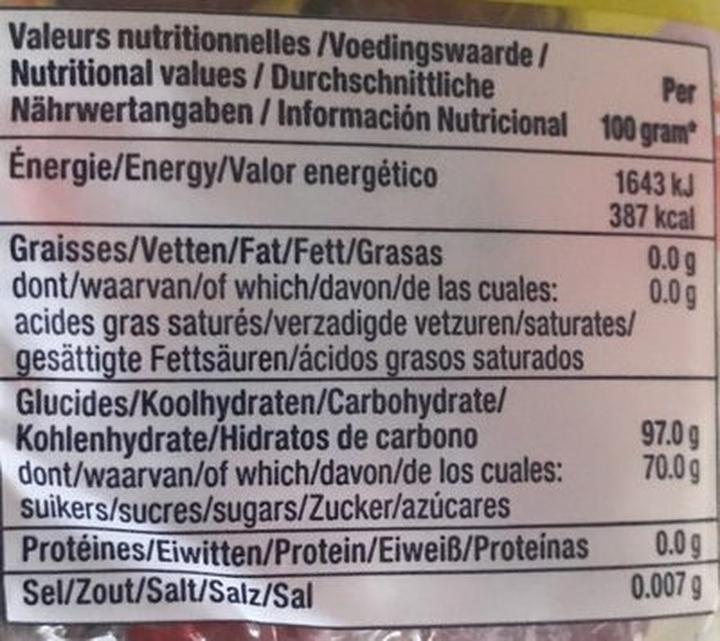 Valeurs nutritionnelles /Voedingswaarde /
Nutritional values / Durchschnittliche
Nährwertangaben / Información Nutricional
Per
100 gram*
Énergie/Energy/Valor energético 1643 kJ
387 kcal
Graisses/Vetten/Fat/Fett/Grasas 0.0 g
dont/waarvan/of which/davon/de las cuales: 0.0 g
acides gras saturés/verzadigde vetzuren/saturates/
gesättigte Fettsäuren/ácidos grasos saturados
Glucides/Koolhydraten/Carbohydrate/
Kohlenhydrate/Hidratos de carbono 97.0 g
dont/waarvan/of which/davon/de los cuales: 70.0 g
suikers/sucres/sugars/Zucker/azúcares
Protéines/Eiwitten/Protein/Eiweiß/Proteínas 0.0 g
Sel/Zout/Salt/Salz/Sal 0.007 g